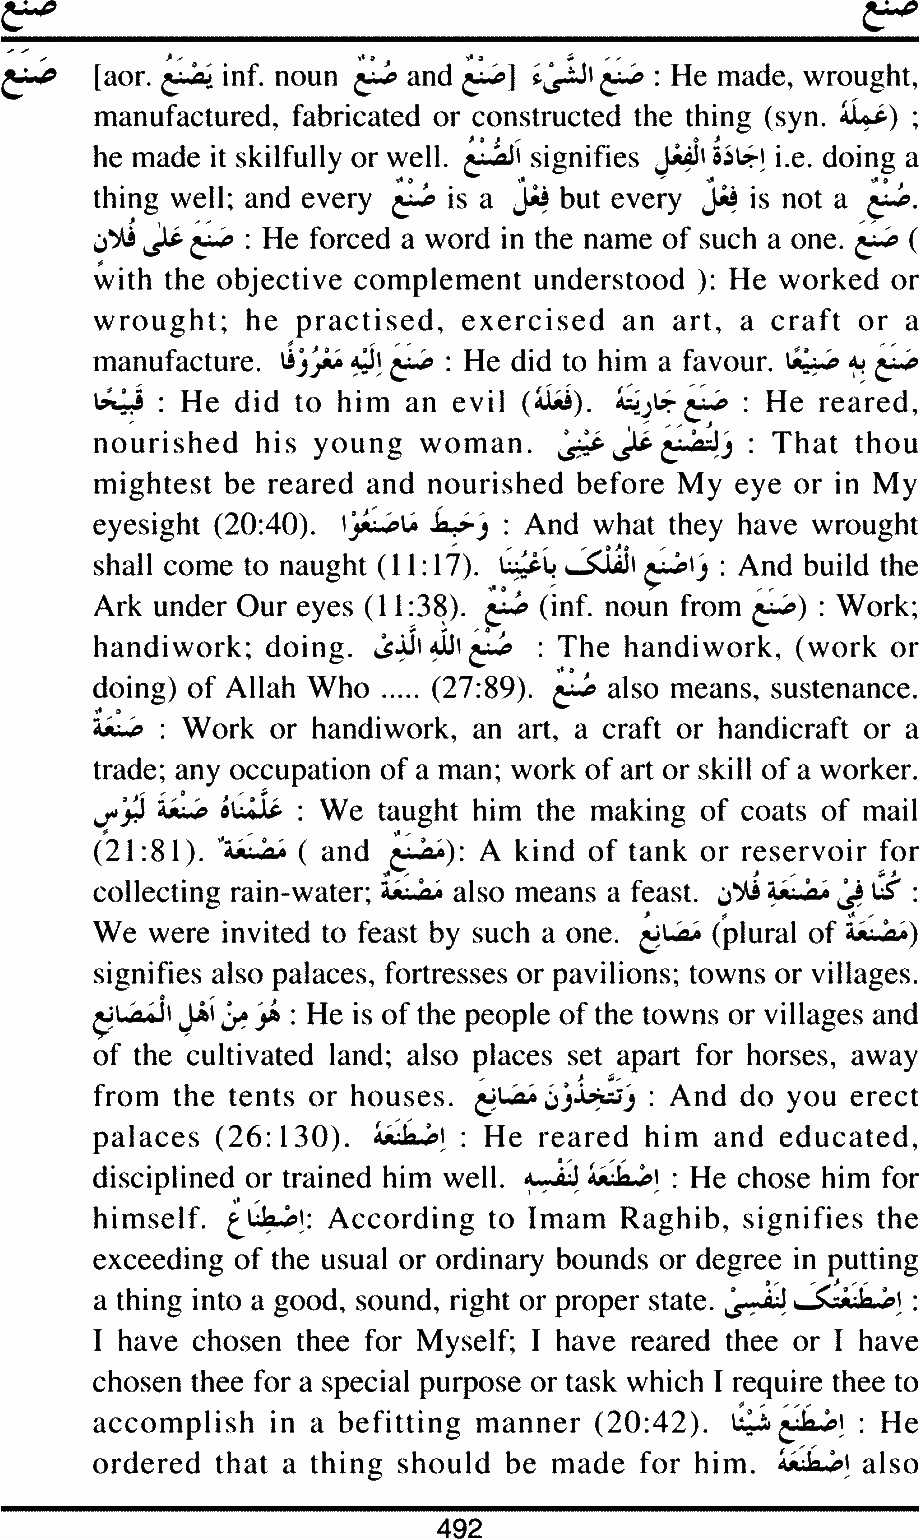 صنع صنع
صَنَعَ [aor. يَصْنَعُ inf. noun صُنْعٌ and صَنْعٌ] صَنَعَ الشَّیْءَ : He made, wrought,
manufactured, fabricated or constructed the thing (syn. عَمِلَهُ) ;
he made it skilfully or well. اَلصُّنْعُ signifies اِجَادَةُ الْفِعْلِ i.e. doing a
thing well; and every صُنْعٌ is a فِعْلٌ but every فِعْلٌ is not a صُنْعٌ.
صَنَعَ عَلٰی فُلَانٍ : He forced a word in the name of such a one. صَنَعَ (
with the objective complement understood ): He worked or
wrought; he practised, exercised an art, a craft or a
manufacture. صَنَعَ اِلَيْهِ مَعْرُوْفًا : He did to him a favour. صَنَعَ بِهِ صَنِيْعًا
قَبِيْحًا : He did to him an evil (فَعَلَهُ). صَنَعَ جَارِيَتَهُ : He reared,
nourished his young woman. وَلِتُصْنَعَ عَلٰی عَيْنِیْ : That thou
mightest be reared and nourished before My eye or in My
eyesight (20:40). وَحَبِطَ مَاصَنَعُوْا : And what they have wrought
shall come to naught (11:17). وَاصْنَعِ الْفُلْکَ بِاَعْيُنِنَا : And build the
Ark under Our eyes (11:38). صُنْعٌ (inf. noun from صَنَعَ) : Work;
handiwork; doing. صُنْعَ اللّٰهِ الَّذِیْ : The handiwork, (work or
doing) of Allah Who ..... (27:89). صُنْعٌ also means, sustenance.
صَنْعَةٌ : Work or handiwork, an art, a craft or handicraft or a
trade; any occupation of a man; work of art or skill of a worker.
عَلَّمْنَاهُ صَنْعَةَ لَبُوْسٍ : We taught him the making of coats of mail
(21:81). مَصْنَعَةٌ ( and مَصْنَعٌ): A kind of tank or reservoir for
collecting rain-water; مَصْنَعَةٌ also means a feast. كُنَّا فِیْ مَصْنَعَةِ فُلَانٍ :
We were invited to feast by such a one. مَصَانِعُ (plural of مَصْنَعَةٌ)
signifies also palaces, fortresses or pavilions; towns or villages.
هُوَ مِنْ اَهْلِ الْمَصَانِعِ : He is of the people of the towns or villages and
of the cultivated land; also places set apart for horses, away
from the tents or houses. وَتَتَّخِذُوْنَ مَصَانِعَ : And do you erect
palaces (26:130). اِصْطَنَعَهُ : He reared him and educated,
disciplined or trained him well. اِصْطَنَعَهُ لِنَفْسِهِ : He chose him for
himself. اِصْطِنَاعٌ: According to Imam Raghib, signifies the
exceeding of the usual or ordinary bounds or degree in putting
a thing into a good, sound, right or proper state. اِصْطَنَعْتُکَ لِنَفْسِیْ :
I have chosen thee for Myself; I have reared thee or I have
chosen thee for a special purpose or task which I require thee to
accomplish in a befitting manner (20:42). اِصْطَنَعَ شَيْئًا : He
ordered that a thing should be made for him. اِصْطَنَعَهُ also
492